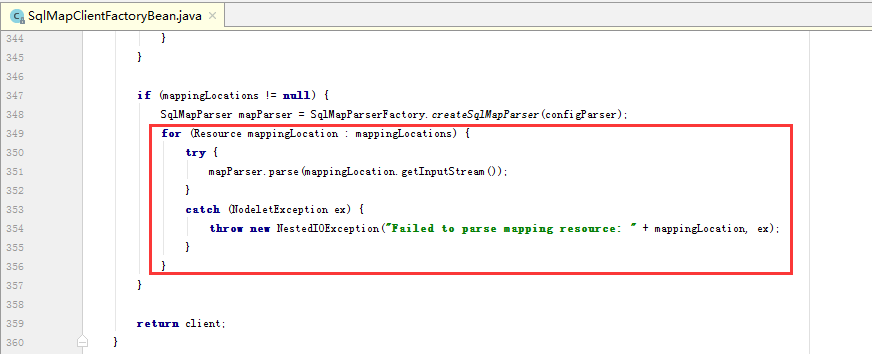 SqlMapClientFactoryBean.java
344 }
345 }
346
347 if (mappingLocations != null) {
348 SqlMapParser mapParser = SqlMapParserFactory.createSqlMapParser(configParser);
349 for (Resource mappingLocation : mappingLocations) {
350 try {
351 mapParser.parse(mappingLocation.getInputStream());
352 }
353 catch (NodeletException ex) {
354 throw new NestedIOException("Failed to parse mapping resource: " + mappingLocation, ex);
355 }
356 }
357 }
358
359 return client;
360 }